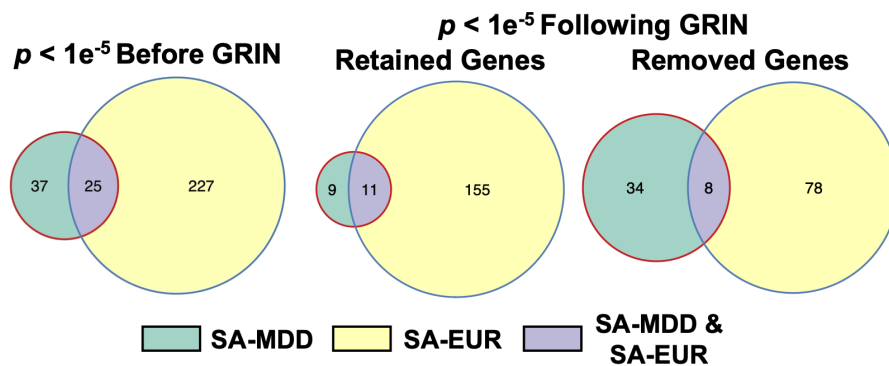 p < 1e-5 Before GRIN
p < 1e-5 Following GRIN
Retained Genes
Removed Genes
37
25
227
9
11
155
34
8
78
SA-MDD
SA-EUR
SA-MDD &
SA-EUR